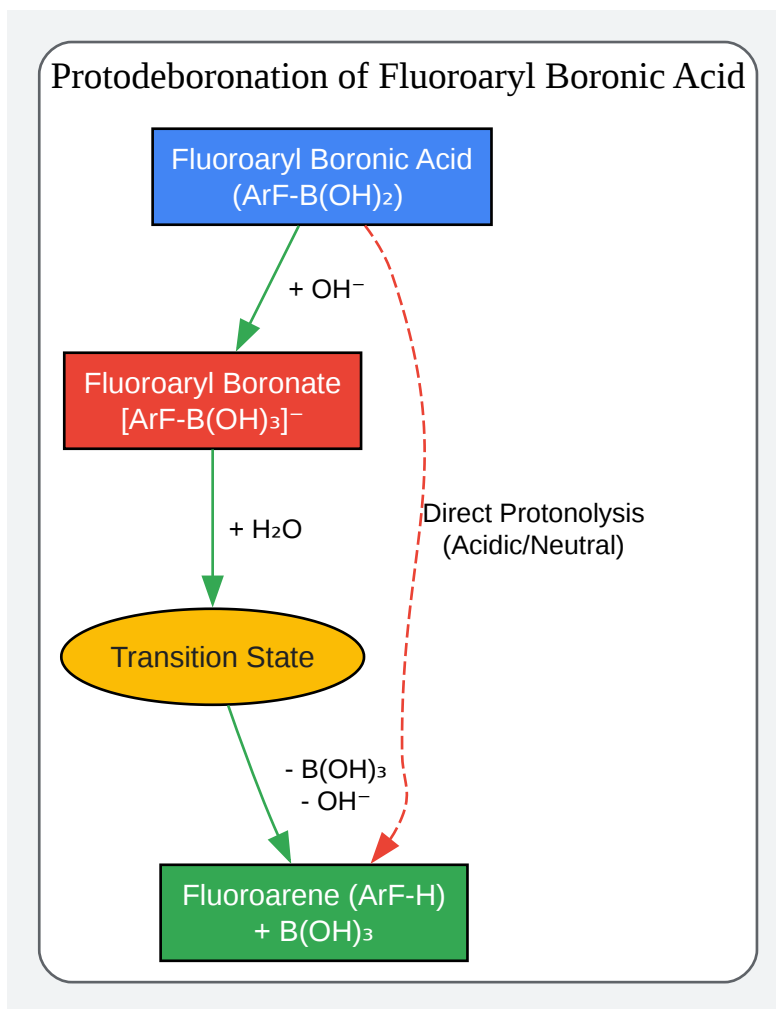 Protodeboronation of Fluoroaryl Boronic Acid
Fluoroaryl Boronic Acid
(ArF-B(OH)₂)
+ OH⁻
Fluoroaryl Boronate
[ArF-B(OH)₃]⁻
+ H₂O
Direct Protonolysis
(Acidic/Neutral)
Transition State
- B(OH)₃
- OH⁻
Fluoroarene (ArF-H)
+ B(OH)₃